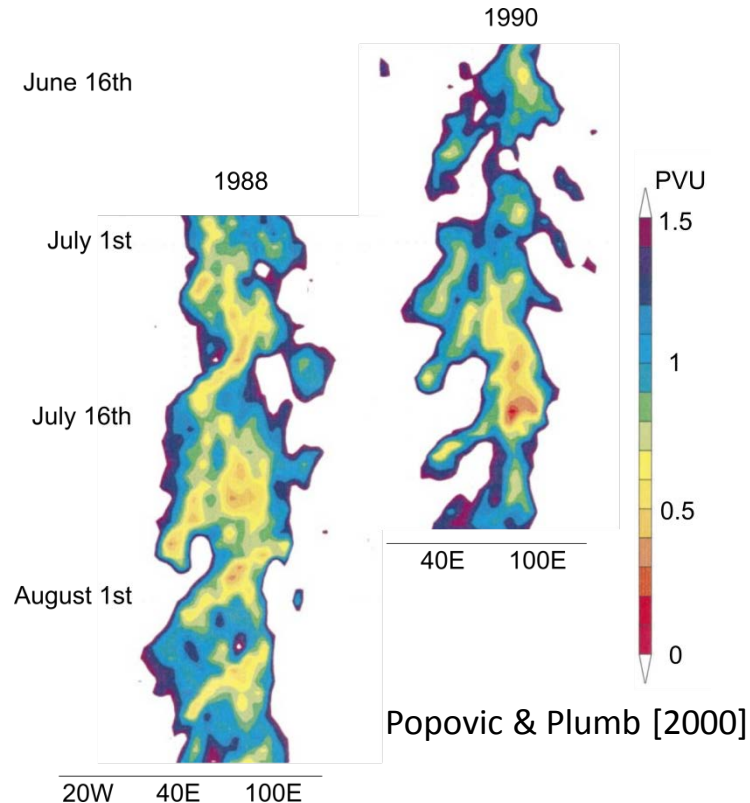 1990
June 16th
1988
PVU
1.5
July 1st
1
July 16th
0.5
40E 100E
August 1st
0
Popovic & Plumb [2000]
20W 40E 100E